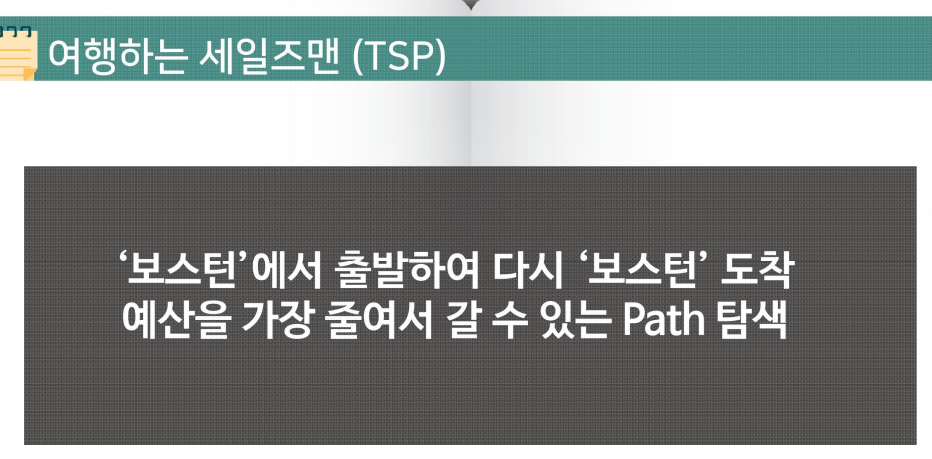 여행하는 세일즈맨 (TSP)
‘보스턴’에서 출발하여 다시 ‘보스턴’ 도착
예산을 가장 줄여서 갈 수 있는 Path 탐색